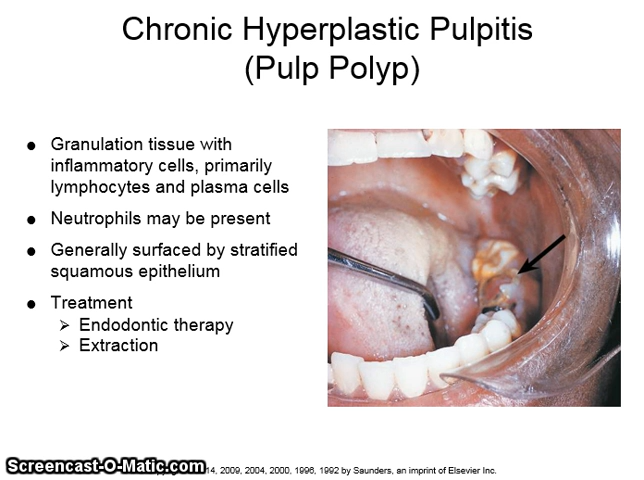 Chronic Hyperplastic Pulpitis
(Pulp Polyp)
● Granulation tissue with
inflammatory cells, primarily
lymphocytes and plasma cells
● Neutrophils may be present
● Generally surfaced by stratified
squamous epithelium
● Treatment
➢ Endodontic therapy
➢ Extraction
Screencast-O-Matic.com
14, 2009, 2004, 2000, 1996, 1992 by Saunders, an imprint of Elsevier Inc.